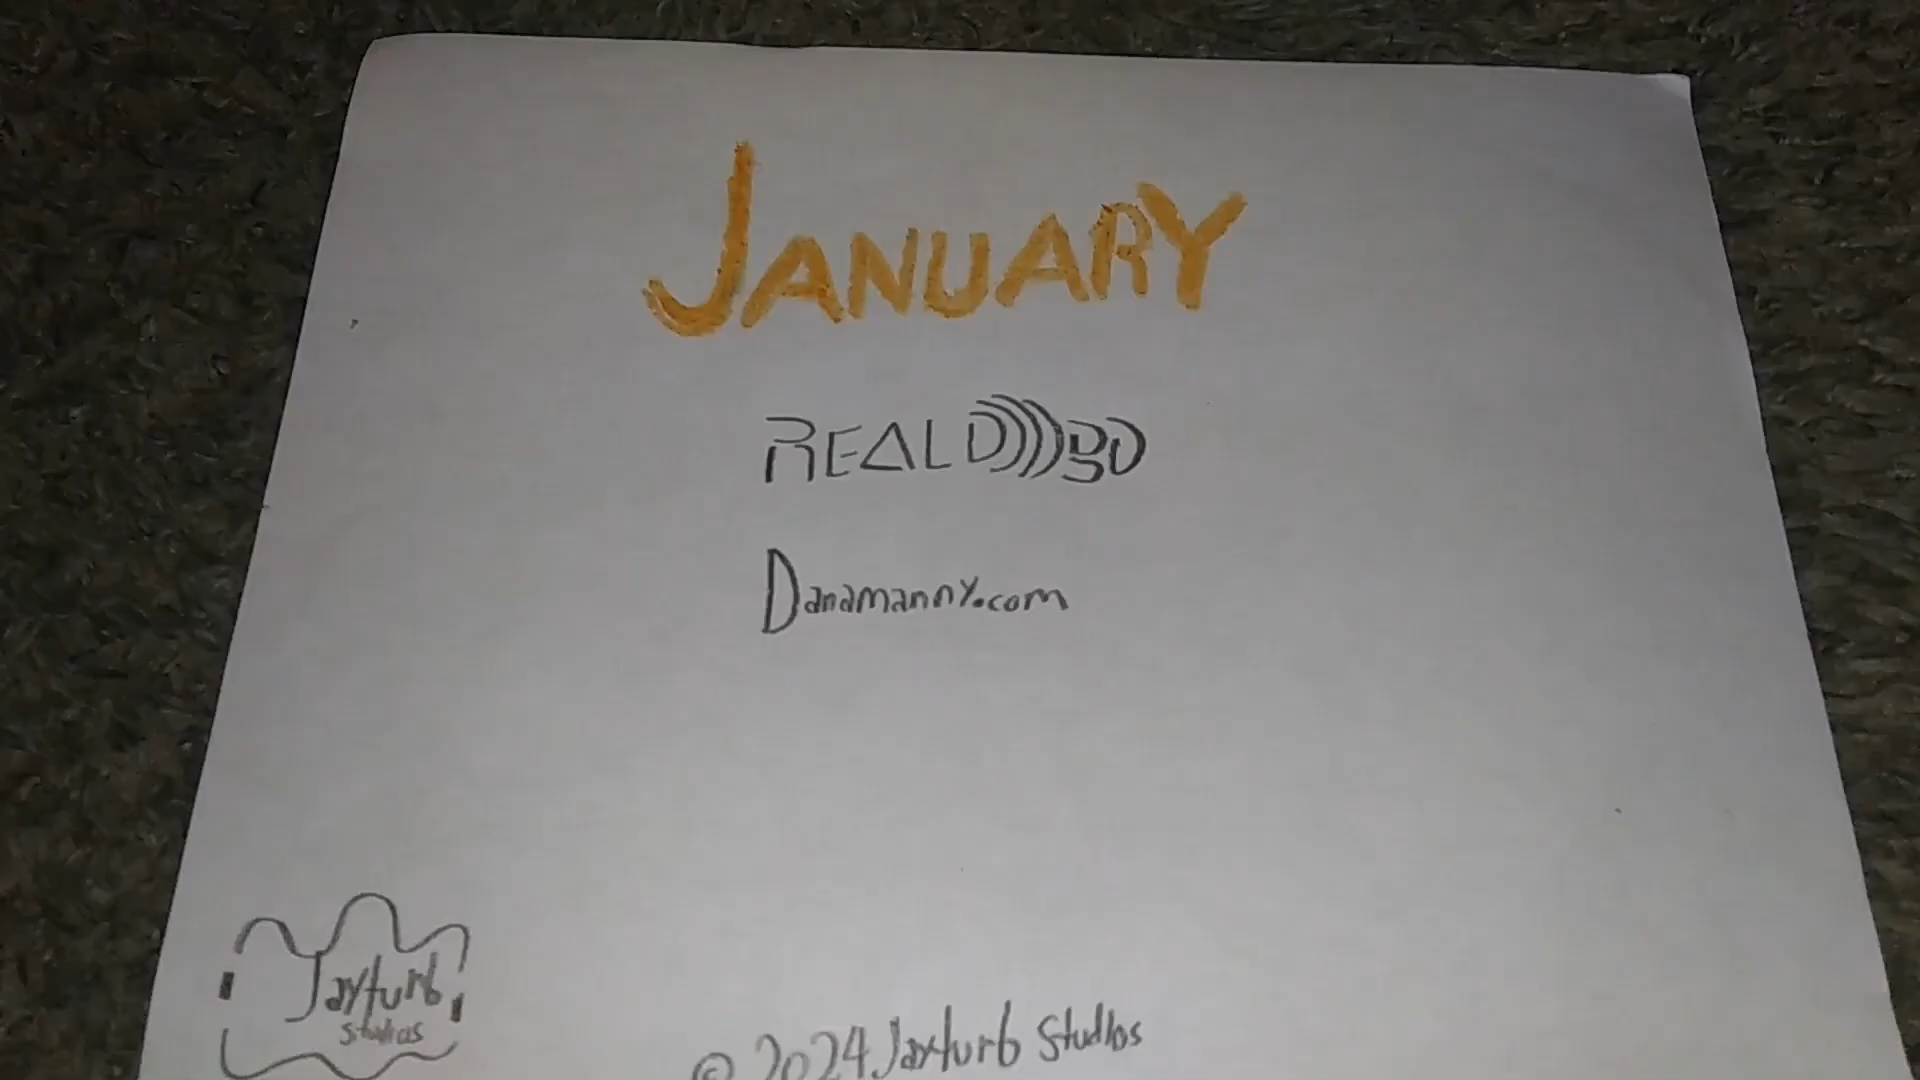 JANUARY
REALD 3D
Danamanny.com
Jaxturb
Studios
© 2024 Jaxturb Studios